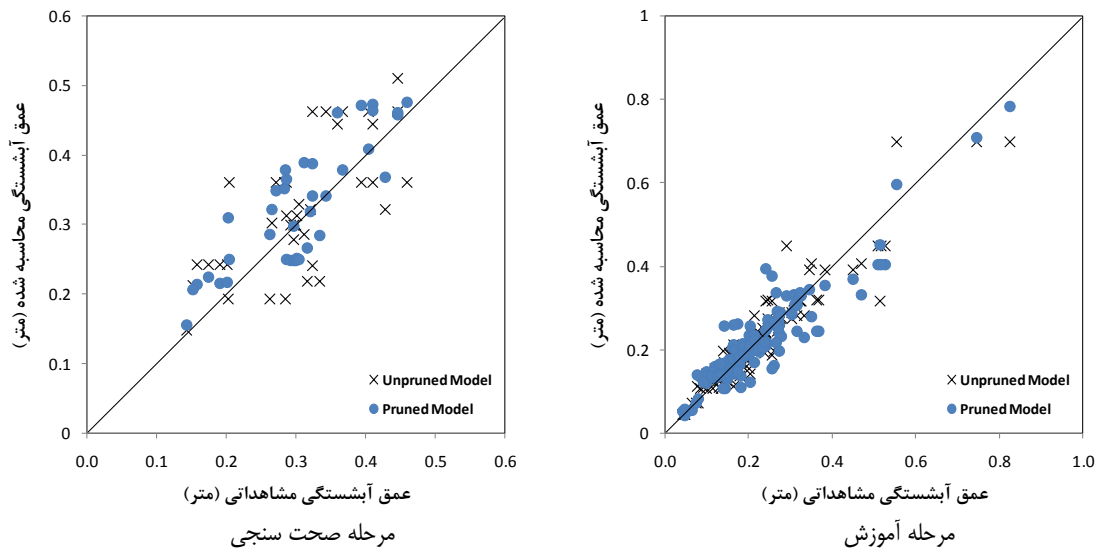 عمق آبشستگی محاسبه شده (متر)
0.6
0.5
0.4
0.3
0.2
0.1
0
0.0
0.1
0.2
0.3
0.4
0.5
0.6
Unpruned Model
Pruned Model
عمق آبشستگی مشاهداتی (متر)
مرحله صحت سنجی
عمق آبشستگی محاسبه شده (متر)
1
0.8
0.6
0.4
0.2
0
0.0
0.2
0.4
0.6
0.8
1.0
Unpruned Model
Pruned Model
عمق آبشستگی مشاهداتی (متر)
مرحله آموزش